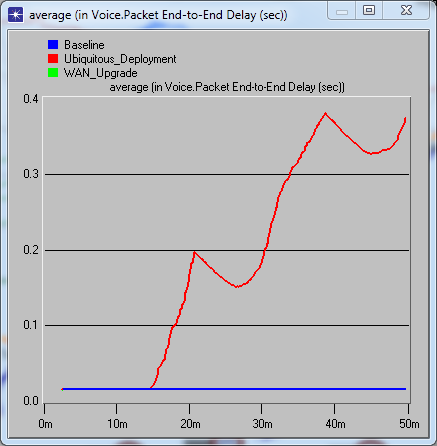 average (in Voice.Packet End-to-End Delay (sec))
Baseline
Ubiquitous_Deployment
WAN_Upgrade
average (in Voice.Packet End-to-End Delay (sec))
0.4
0.3
0.2
0.1
0.0
0m 10m 20m 30m 40m 50m